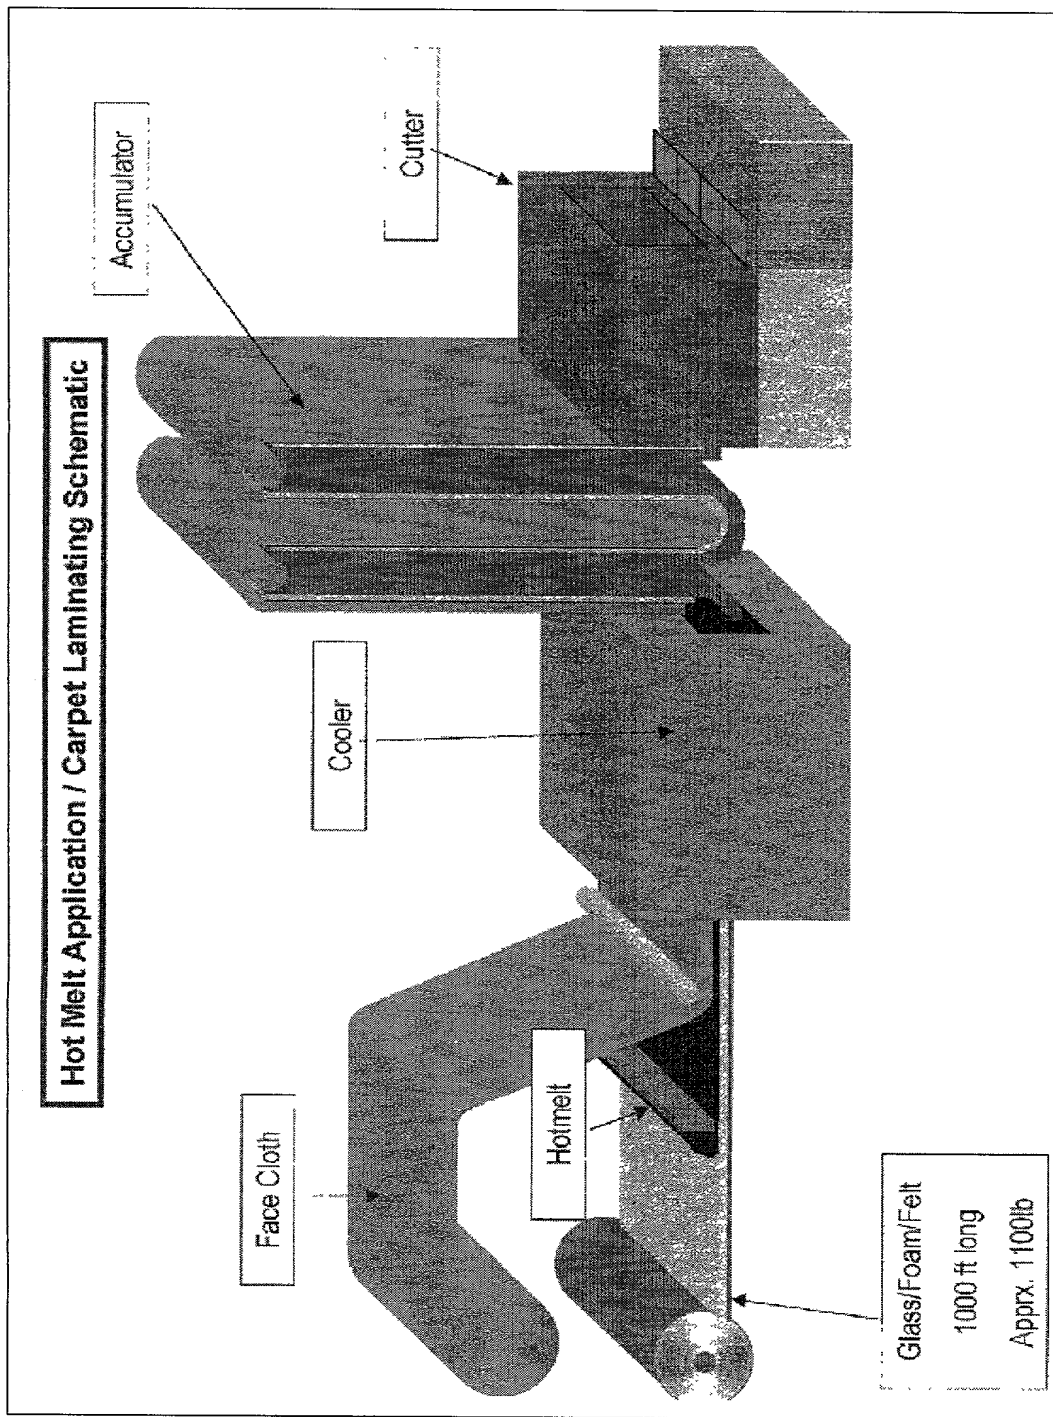 Hot Melt Application / Carpet Laminating Schematic
Face Cloth
Hotmelt
Glass/Foam/Felt
1000 ft long
Apprx. 1100lb
Cooler
Accumulator
Cutter